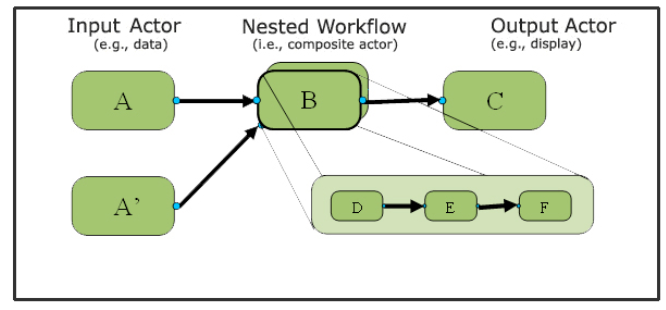 Input Actor
(e.g., data)
Nested Workflow
(i.e., composite actor)
Output Actor
(e.g., display)
A
B
C
A’
D
E
F